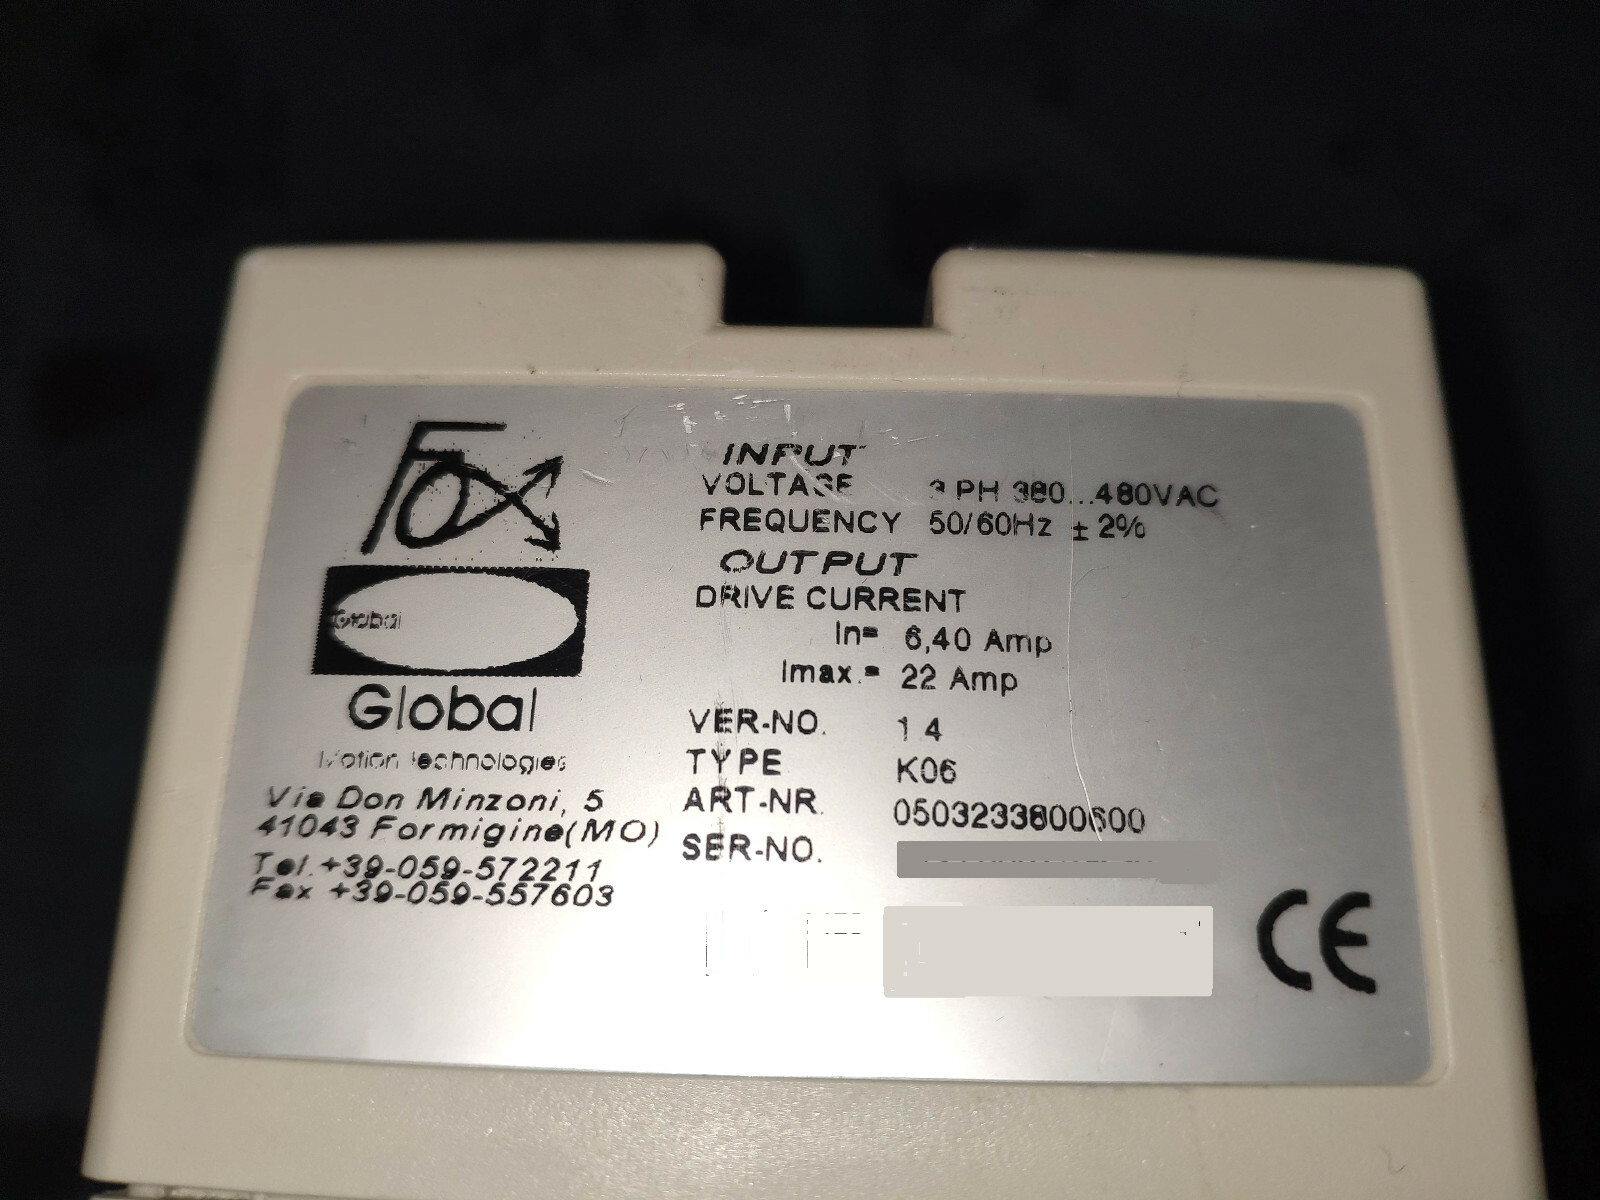 Fox
Global
Global
Motion technologies
Via Don Minzoni, 5
41043 Formigine(MO)
Tel.+39-059-572211
Fax +39-059-557603
INPUT
VOLTAGE 3 PH 380...480VAC
FREQUENCY 50/60Hz ± 2%
OUTPUT
DRIVE CURRENT
In= 6,40 Amp
Imax.= 22 Amp
VER-NO. 1 4
TYPE K06
ART-NR. 0503233800600
SER-NO.
CE